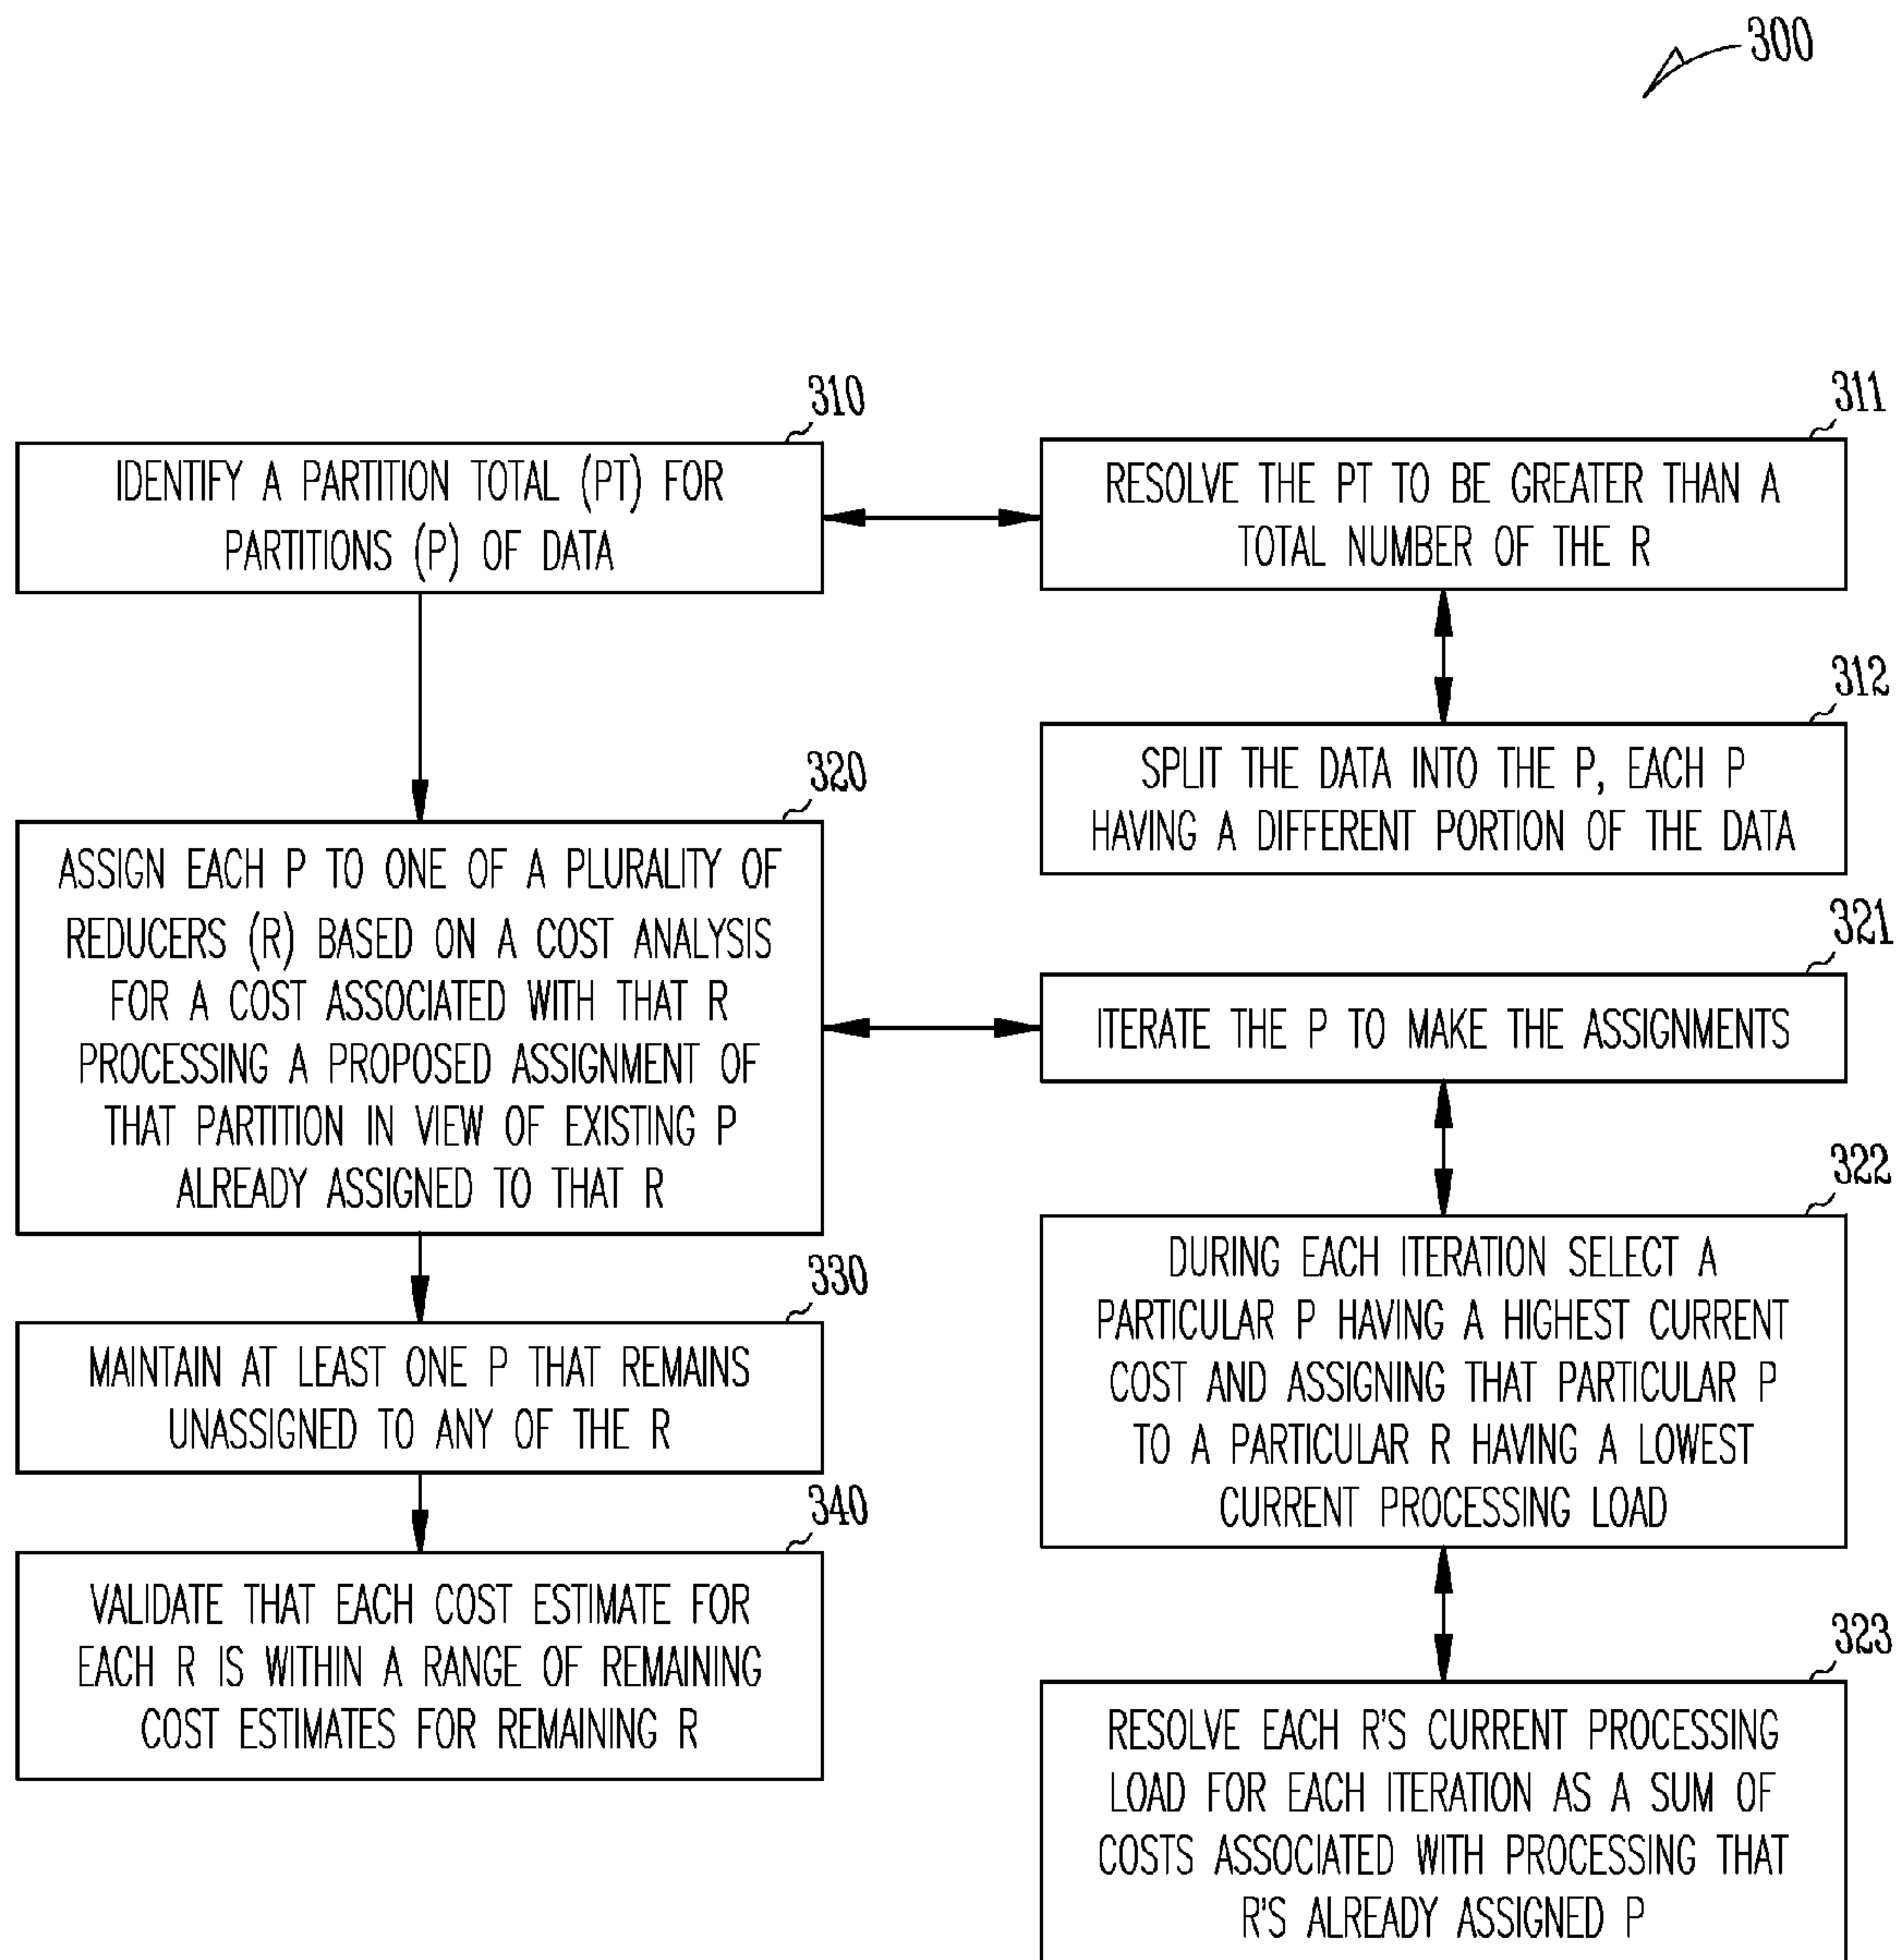 300
310
IDENTIFY A PARTITION TOTAL (PT) FOR
PARTITIONS (P) OF DATA
311
RESOLVE THE PT TO BE GREATER THAN A
TOTAL NUMBER OF THE R
312
SPLIT THE DATA INTO THE P, EACH P
HAVING A DIFFERENT PORTION OF THE DATA
320
ASSIGN EACH P TO ONE OF A PLURALITY OF
REDUCERS (R) BASED ON A COST ANALYSIS
FOR A COST ASSOCIATED WITH THAT R
PROCESSING A PROPOSED ASSIGNMENT OF
THAT PARTITION IN VIEW OF EXISTING P
ALREADY ASSIGNED TO THAT R
321
ITERATE THE P TO MAKE THE ASSIGNMENTS
322
DURING EACH ITERATION SELECT A
PARTICULAR P HAVING A HIGHEST CURRENT
COST AND ASSIGNING THAT PARTICULAR P
TO A PARTICULAR R HAVING A LOWEST
CURRENT PROCESSING LOAD
323
RESOLVE EACH R'S CURRENT PROCESSING
LOAD FOR EACH ITERATION AS A SUM OF
COSTS ASSOCIATED WITH PROCESSING THAT
R'S ALREADY ASSIGNED P
330
MAINTAIN AT LEAST ONE P THAT REMAINS
UNASSIGNED TO ANY OF THE R
340
VALIDATE THAT EACH COST ESTIMATE FOR
EACH R IS WITHIN A RANGE OF REMAINING
COST ESTIMATES FOR REMAINING R